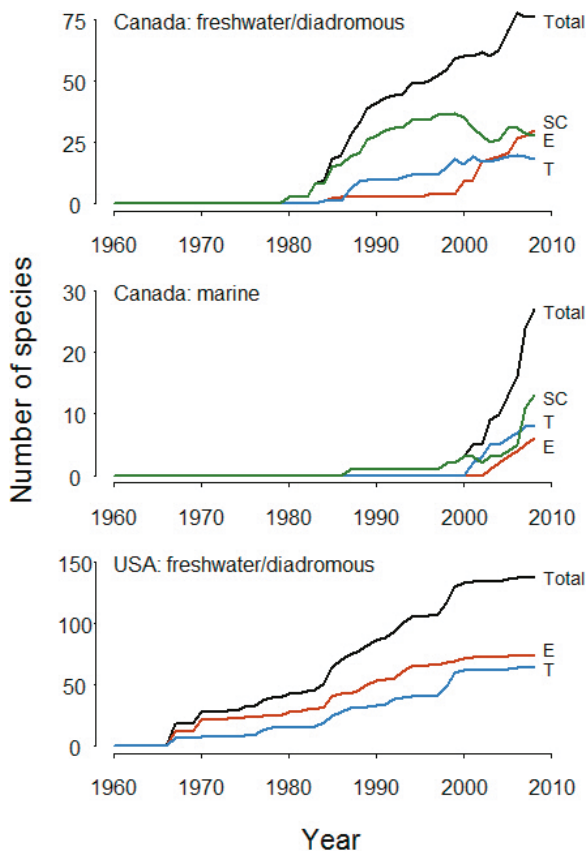 Canada: freshwater/diadromous
Total
SC
E
T
75
50
25
0
1960 1970 1980 1990 2000 2010
Canada: marine
Total
SC
T
E
30
20
10
0
1960 1970 1980 1990 2000 2010
USA: freshwater/diadromous
Total
E
T
150
100
50
0
1960 1970 1980 1990 2000 2010
Number of species
Year